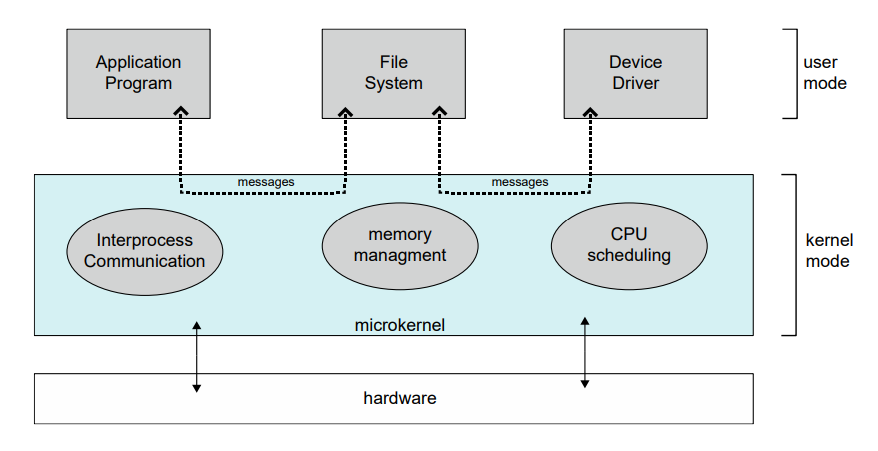 Application
Program
File
System
Device
Driver
user
mode
messages
messages
Interprocess
Communication
memory
managment
CPU
scheduling
kernel
mode
microkernel
hardware